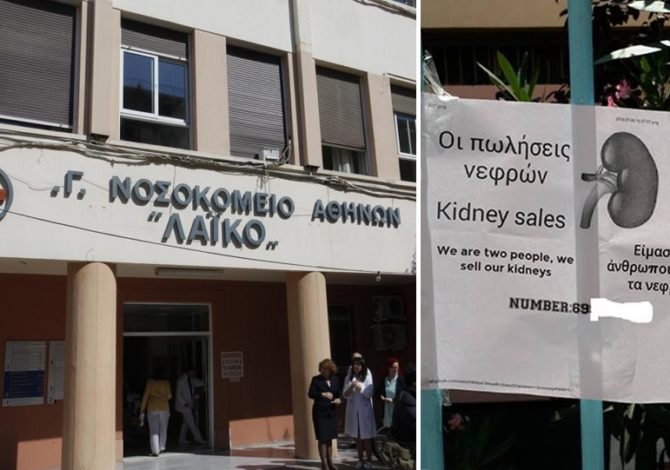 „Γ. ΝΟΣΟΚΟΜΕΙΟ ΑΘΗΝΩΝ
"ΛΑΪΚΟ„
Οι πωλήσεις
νεφρών
Kidney sales
We are two people, we
sell our kidneys
NUMBER:69
Είμασ
άνθρωποι
τα νεφ